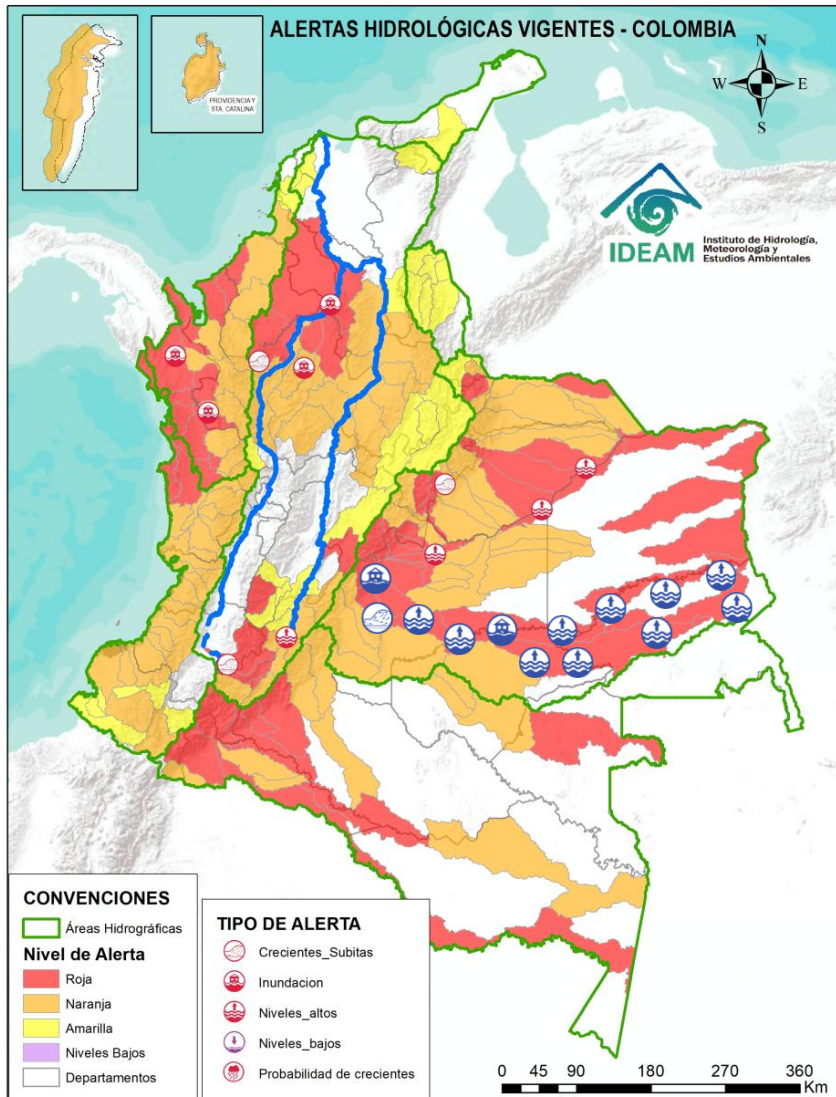 ALERTAS HIDROLÓGICAS VIGENTES - COLOMBIA
PROVIDENCIA Y
STA. CATALINA
N
W
E
S
IDEAM
Instituto de Hidrología,
Meteorología y
Estudios Ambientales
CONVENCIONES
Áreas Hidrográficas
Nivel de Alerta
Roja
Naranja
Amarilla
Niveles Bajos
Departamentos
TIPO DE ALERTA
Crecientes_Subitas
Inundacion
Niveles_altos
Niveles_bajos
Probabilidad de crecientes
0 45 90 180 270 360
Km